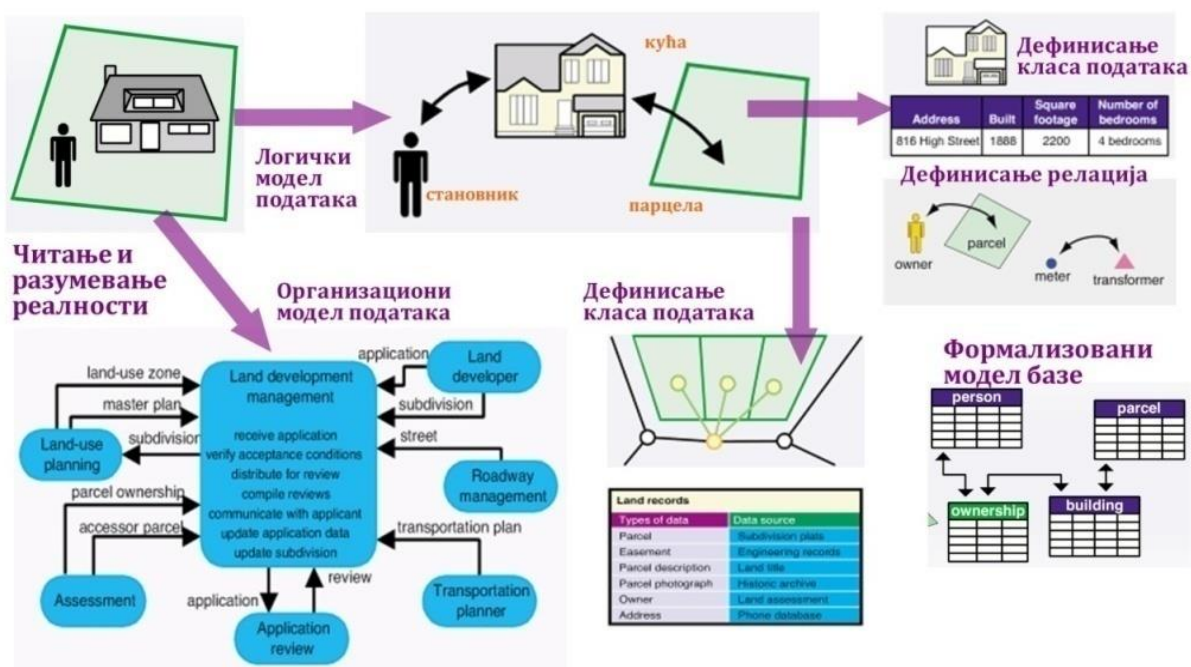 кућа
становник
парцела
Логички
модел
података
Читање и
разумевање
реалности
Дефинисање
класа података
Address Built Square footage Number of bedrooms
816 High Street 1888 2200 4 bedrooms
Дефинисање релација
owner
parcel
meter
transformer
Организациони
модел података
Land development
management
receive application
verify acceptance conditions
distribute for review
compile reviews
communicate with applicant
update application data
update subdivision
land-use zone
master plan
subdivision
Land-use
planning
parcel ownership
accessor parcel
Assessment
application
review
Application
review
application
Land
developer
subdivision
street
Roadway
management
transportation plan
Transportation
planner
Дефинисање
класа података
Land records
Types of data Data source
Parcel Subdivision plats
Easement Engineering records
Parcel description Land title
Parcel photograph Historic archive
Owner Land assessment
Address Phone database
Формализовани
модел базе
person
parcel
ownership
building